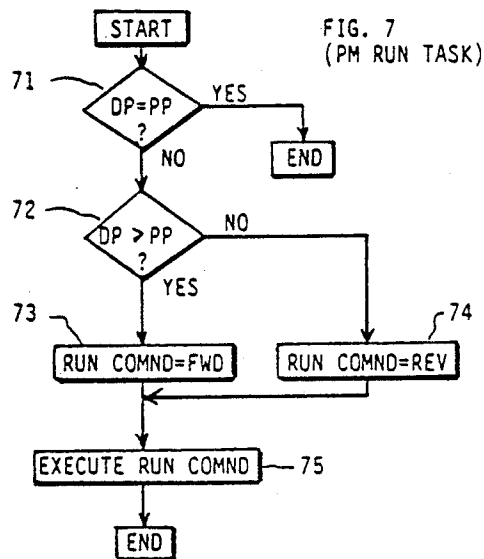 START
FIG. 7
(PM RUN TASK)
71
DP=PP
?
YES
END
NO
72
DP > PP
?
NO
YES
73
74
RUN COMND=FWD
RUN COMND=REV
EXECUTE RUN COMND
75
END